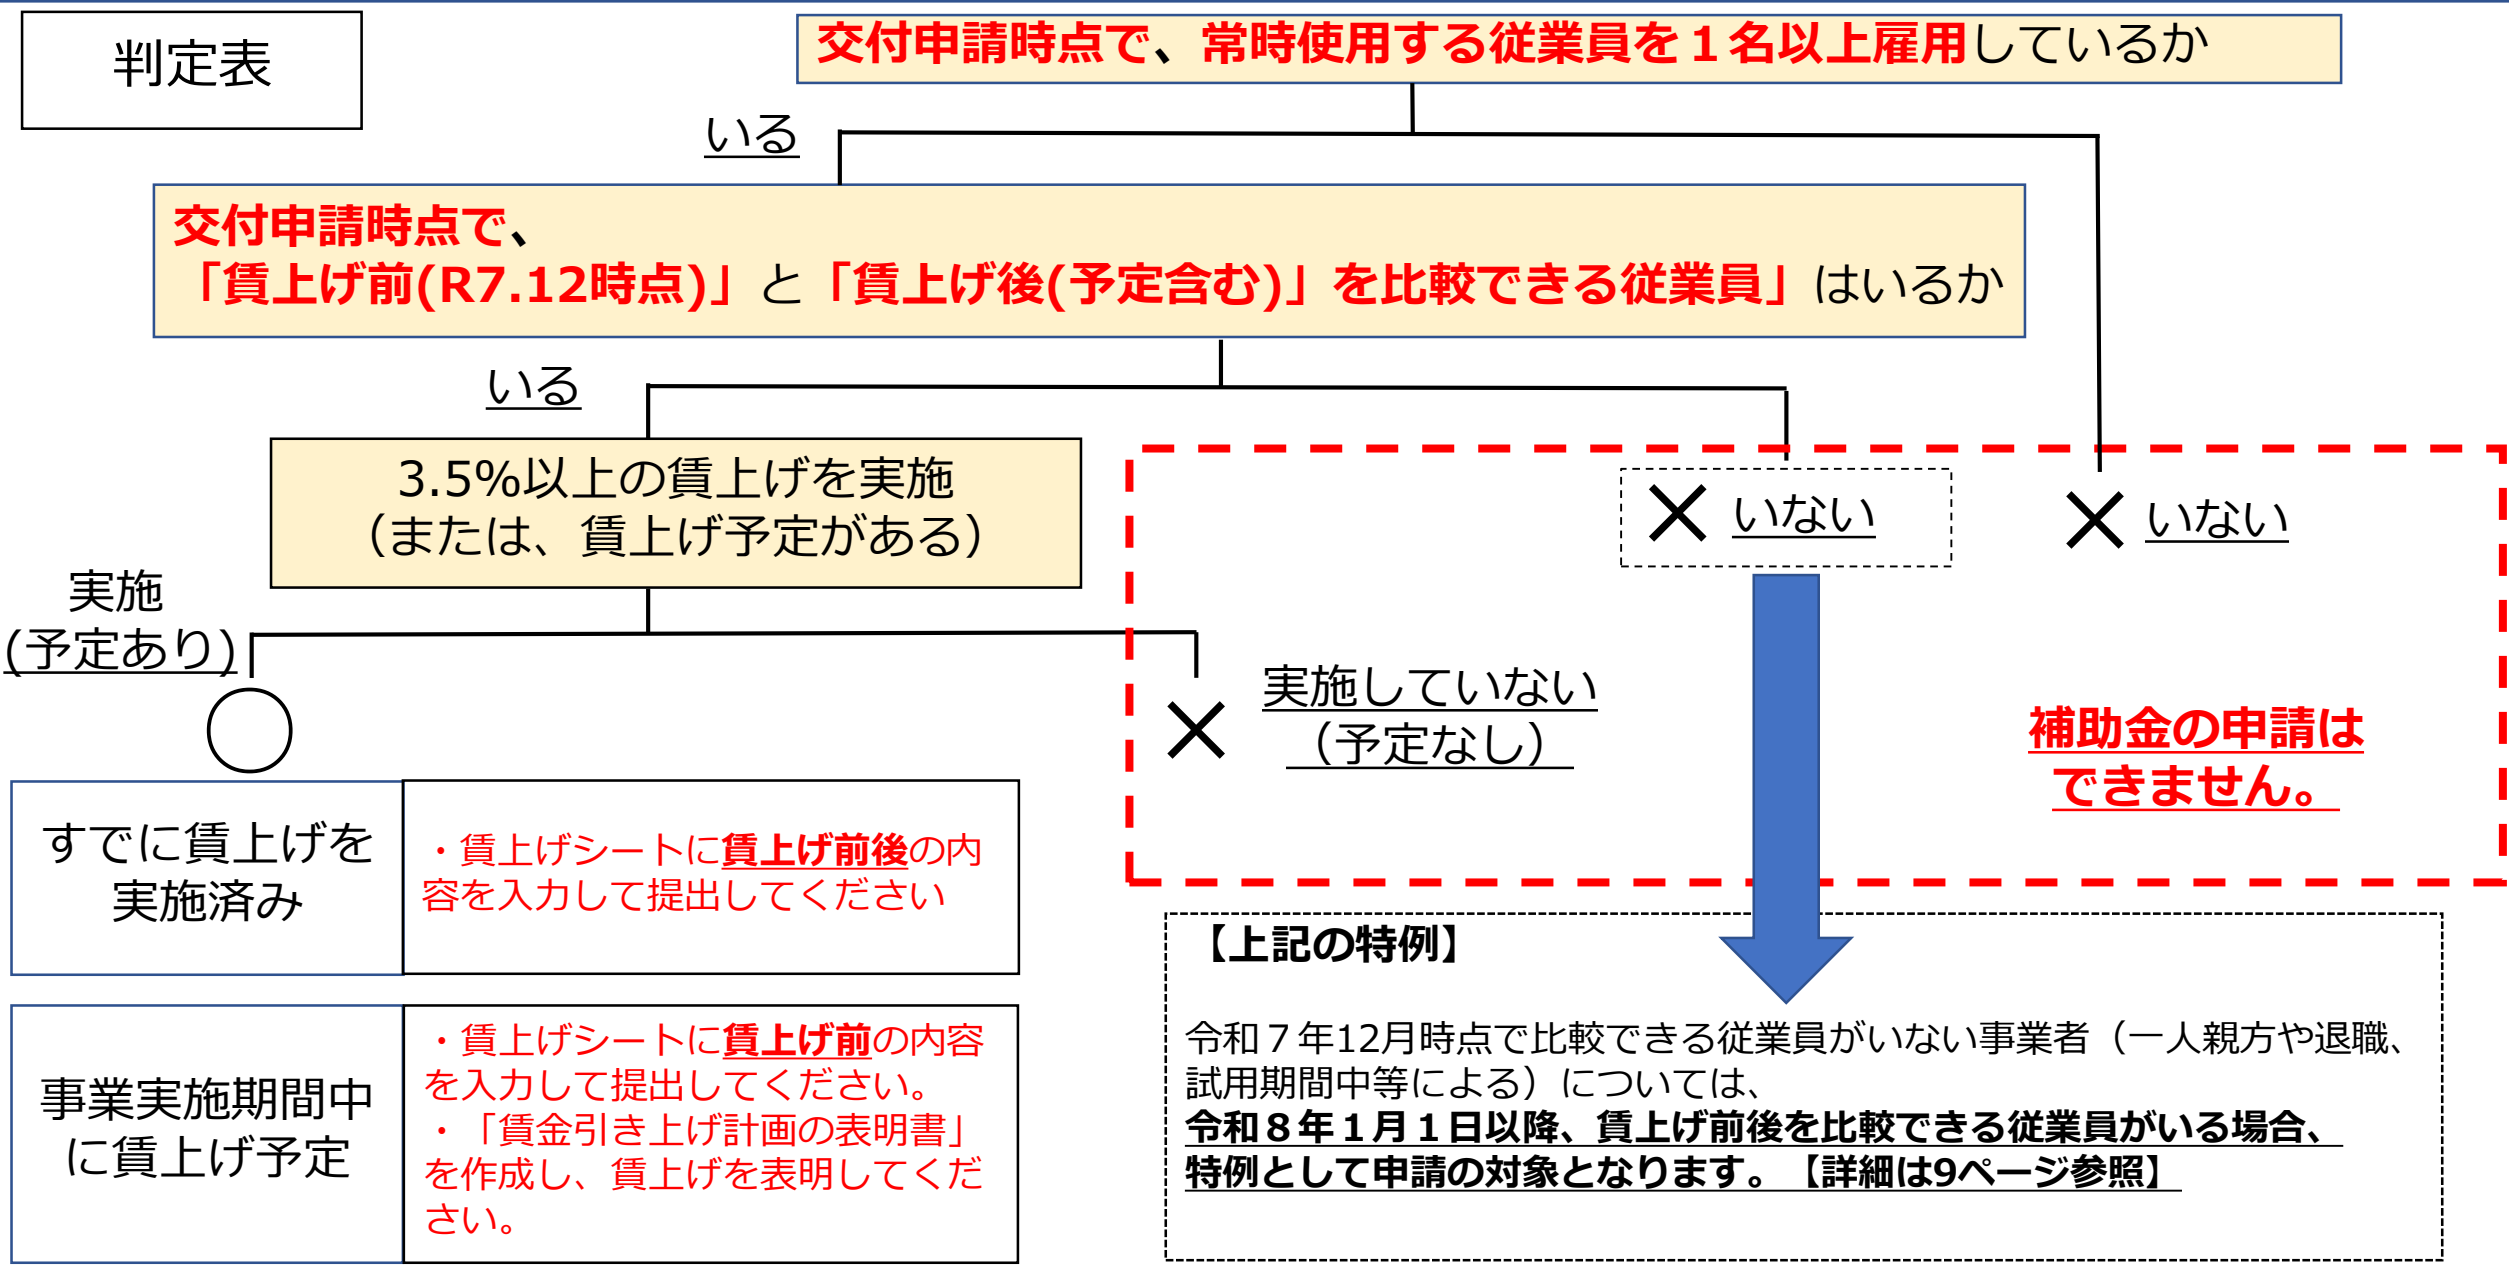 判定表
交付申請時点で、常時使用する従業員を１名以上雇用しているか
いる
交付申請時点で、
「賃上げ前(R7.12時点)」と「賃上げ後(予定含む)」を比較できる従業員」はいるか
いる
3.5%以上の賃上げを実施
（または、賃上げ予定がある）
いない
いない
実施
(予定あり)
実施していない
（予定なし）
補助金の申請は
できません。
すでに賃上げを
実施済み
・賃上げシートに賃上げ前後の内
容を入力して提出してください
【上記の特例】
令和７年12月時点で比較できる従業員がいない事業者（一人親方や退職、
試用期間中等による）については、
令和８年１月１日以降、賃上げ前後を比較できる従業員がいる場合、
特例として申請の対象となります。【詳細は9ページ参照】
事業実施期間中
に賃上げ予定
・賃上げシートに賃上げ前の内容
を入力して提出してください。
・「賃金引き上げ計画の表明書」
を作成し、賃上げを表明してくだ
さい。